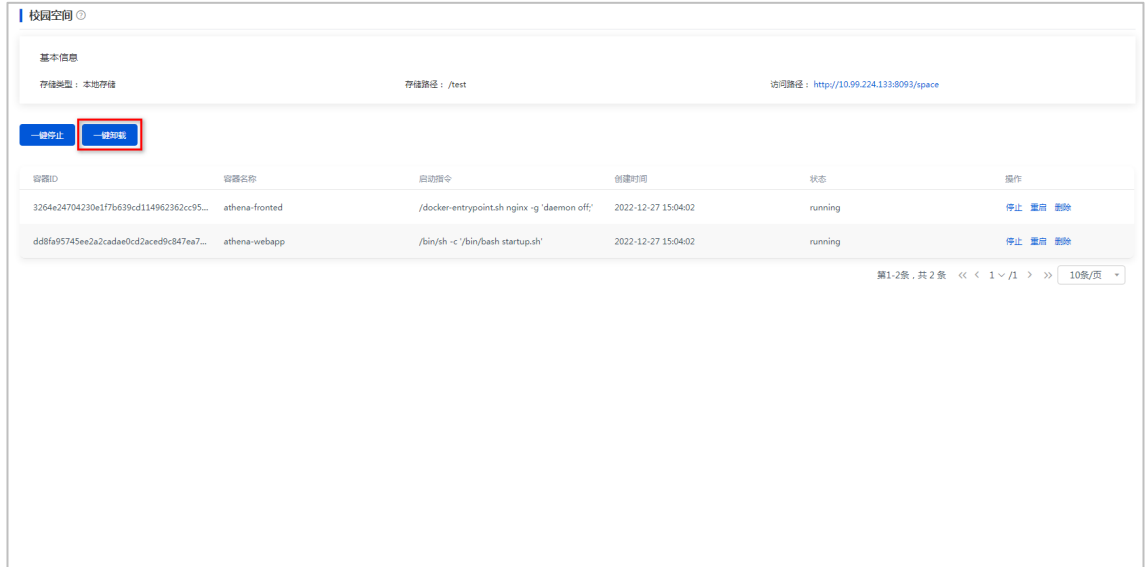 校园空间
基本信息
存储类型： 本地存储 存储路径： /test 访问路径： http://10.99.224.133:8093/space
一键停止 一键卸载
容器ID 容器名称 启动指令 创建时间 状态 操作
3264e24704230e1f7b639cd114962362cc95... athena-fronted /docker-entrypoint.sh nginx -g 'daemon off;' 2022-12-27 15:04:02 running 停止 重启 删除
dd8fa95745ee2a2cadae0cd2aced9c847ea7... athena-webapp /bin/sh -c '/bin/bash startup.sh' 2022-12-27 15:04:02 running 停止 重启 删除
第1-2条，共 2 条 1 /1 10条/页